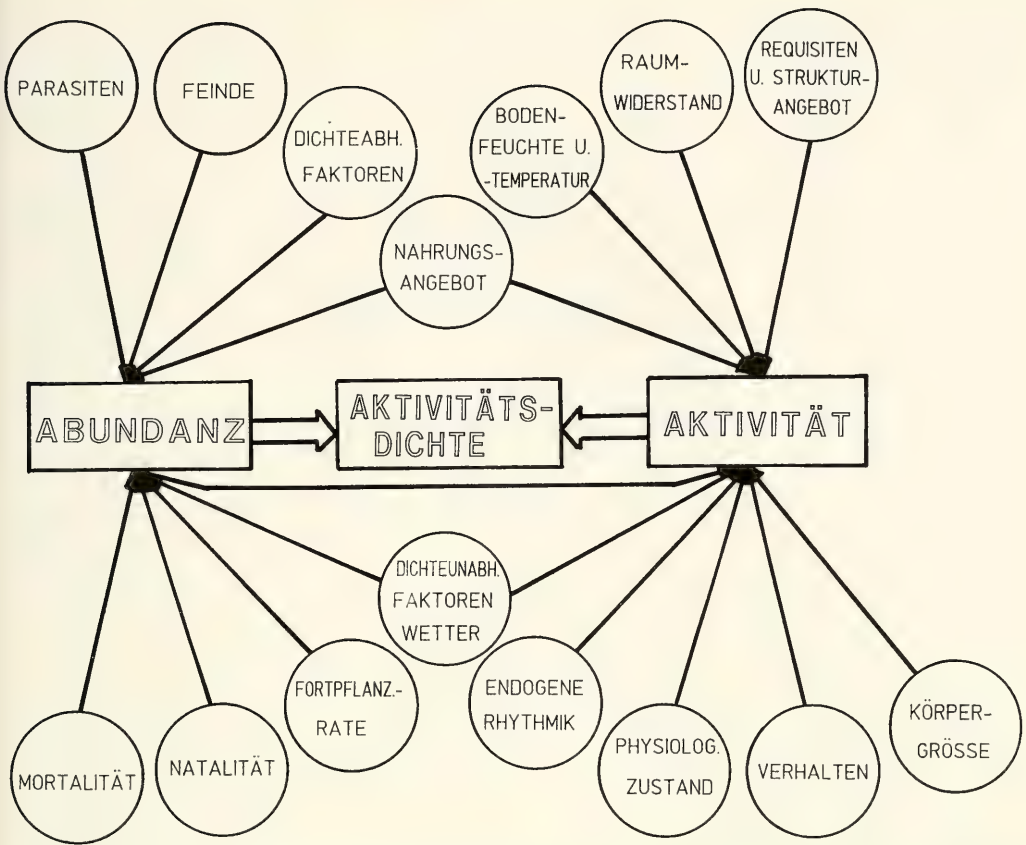 PARASITEN
FEINDE
DICHTEABH.
FAKTOREN
NAHRUNGS-
ANGEBOT
BODEN-
FEUCHTE U.
-TEMPERATUR
RAUM-
WIDERSTAND
REQUISITEN
U. STRUKTUR-
ANGEBOT
ABUNDANZ
AKTIVITÄTS-
DICHTE
AKTIVITÄT
DICHTEUNABH.
FAKTOREN
WETTER
MORTALITÄT
NATALITÄT
FORTPFLANZ.-
RATE
ENDOGENE
RHYTHMIK
PHYSIOLOG.
ZUSTAND
VERHALTEN
KÖRPER-
GRÖSSE